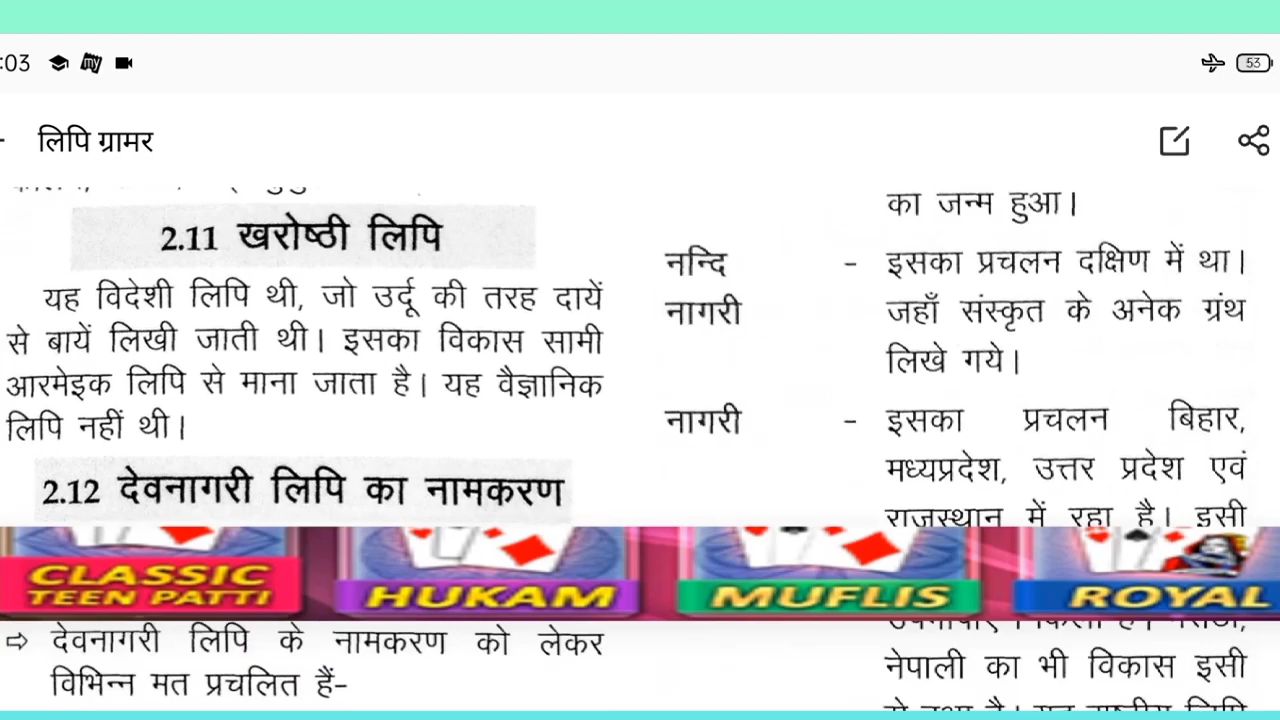 :03
53
लिपि ग्रामर
2.11 खरोष्ठी लिपि
यह विदेशी लिपि थी, जो उर्दू की तरह दायें
से बायें लिखी जाती थी। इसका विकास सामी
आरमेइक लिपि से माना जाता है। यह वैज्ञानिक
लिपि नहीं थी।
2.12 देवनागरी लिपि का नामकरण
⇨ देवनागरी लिपि के नामकरण को लेकर
विभिन्न मत प्रचलित हैं-
का जन्म हुआ।
नन्दि - इसका प्रचलन दक्षिण में था।
नागरी जहाँ संस्कृत के अनेक ग्रंथ
लिखे गये।
नागरी - इसका प्रचलन बिहार,
मध्यप्रदेश, उत्तर प्रदेश एवं
राजस्थान में रहा है। इसी
नेपाली का भी विकास इसी
CLASSIC
TEEN PATTI
HUKAM
MUFLIS
ROYAL